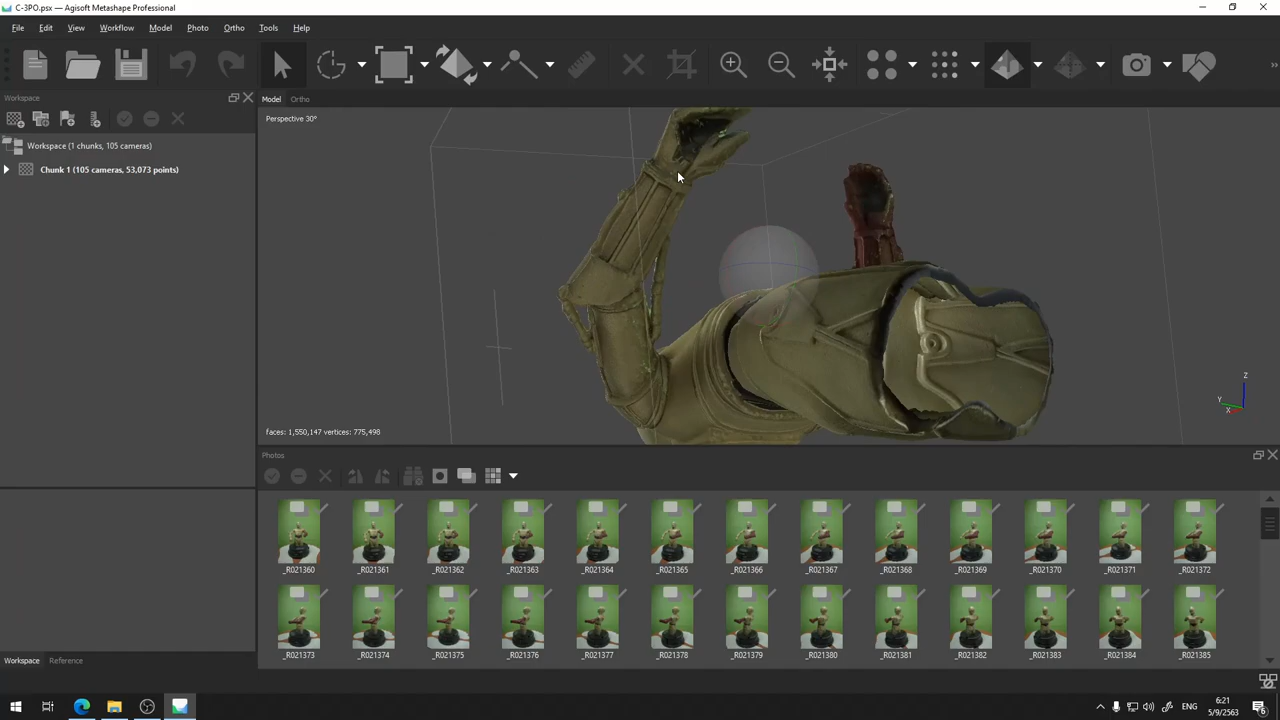 C-3PO.psx — Agisoft Metashape Professional
File Edit View Workflow Model Photo Ortho Tools Help
Workspace
Model Ortho
Perspective 30°
Workspace (1 chunks, 105 cameras)
Chunk 1 (105 cameras, 53,073 points)
Z
Y
X
faces: 1,550,147 vertices: 775,498
Photos
_R021360 _R021361 _R021362 _R021363 _R021364 _R021365 _R021366 _R021367 _R021368 _R021369 _R021370 _R021371 _R021372
_R021373 _R021374 _R021375 _R021376 _R021377 _R021378 _R021379 _R021380 _R021381 _R021382 _R021383 _R021384 _R021385
Workspace Reference
ENG
6:21
5/9/2563
6